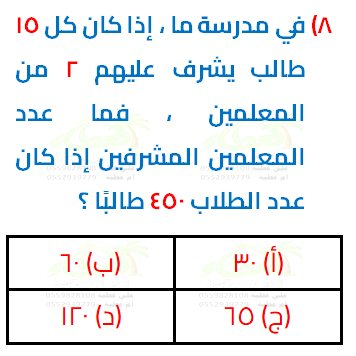 ٨) في مدرسة ما ، إذا كان كل ١٥
طالب يشرف عليهم ٢ من
المعلمين ، فما عدد
المعلمين المشرفين إذا كان
عدد الطلاب ٤٥٠ طالبًا ؟
(أ) ٣٠
(ب) ٦٠
(ج) ٦٥
(د) ١٢٠